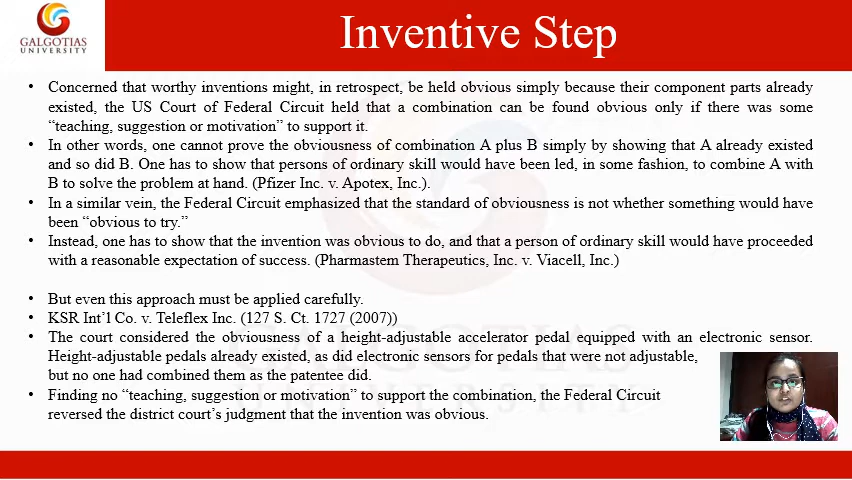 GALGOTIAS
UNIVERSITY
Inventive Step
• Concerned that worthy inventions might, in retrospect, be held obvious simply because their component parts already
existed, the US Court of Federal Circuit held that a combination can be found obvious only if there was some
“teaching, suggestion or motivation” to support it.
• In other words, one cannot prove the obviousness of combination A plus B simply by showing that A already existed
and so did B. One has to show that persons of ordinary skill would have been led, in some fashion, to combine A with
B to solve the problem at hand. (Pfizer Inc. v. Apotex, Inc.).
• In a similar vein, the Federal Circuit emphasized that the standard of obviousness is not whether something would have
been “obvious to try.”
• Instead, one has to show that the invention was obvious to do, and that a person of ordinary skill would have proceeded
with a reasonable expectation of success. (Pharmastem Therapeutics, Inc. v. Viacell, Inc.)
• But even this approach must be applied carefully.
• KSR Int’l Co. v. Teleflex Inc. (127 S. Ct. 1727 (2007))
• The court considered the obviousness of a height-adjustable accelerator pedal equipped with an electronic sensor.
Height-adjustable pedals already existed, as did electronic sensors for pedals that were not adjustable,
but no one had combined them as the patentee did.
• Finding no “teaching, suggestion or motivation” to support the combination, the Federal Circuit
reversed the district court’s judgment that the invention was obvious.
GALGOTIAS
UNIVERSITY